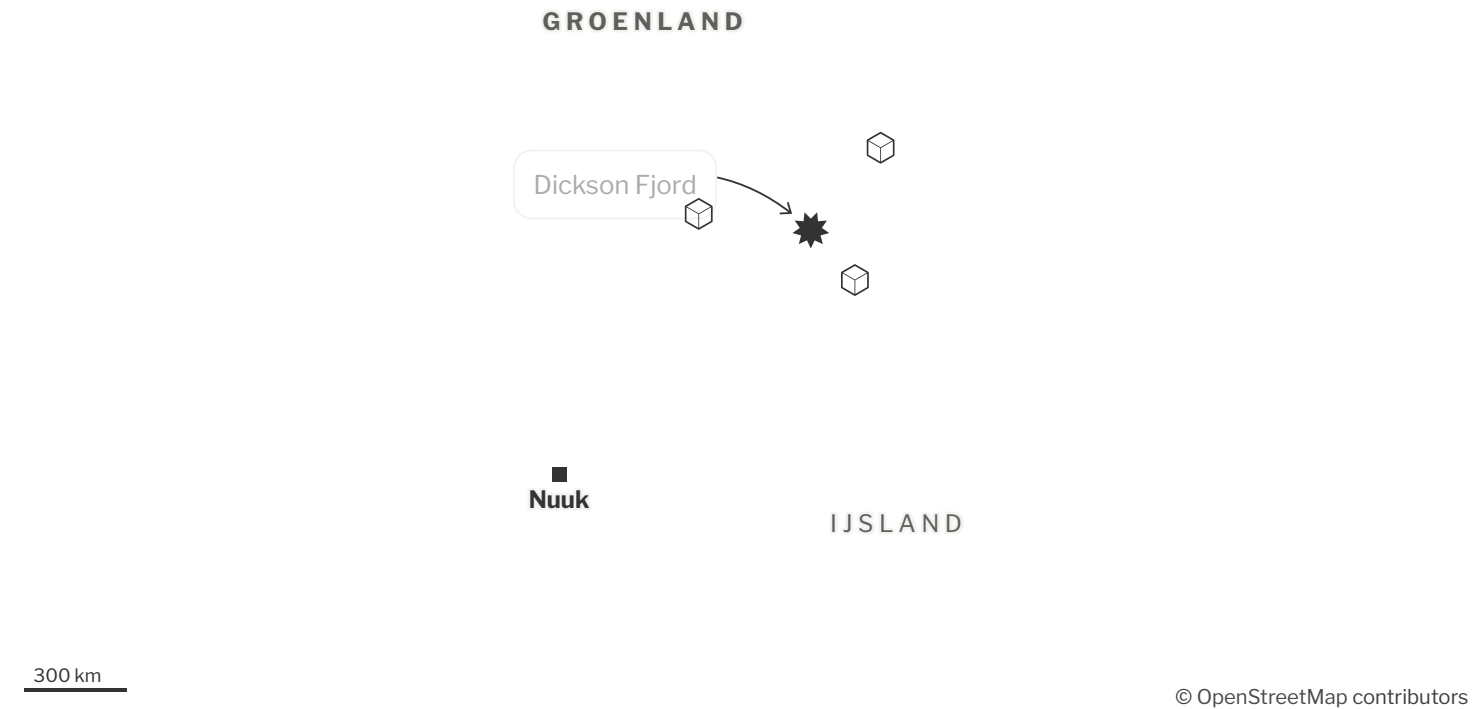 GROENLAND
Dickson Fjord
Nuuk
IJSLAND
300 km
© OpenStreetMap contributors